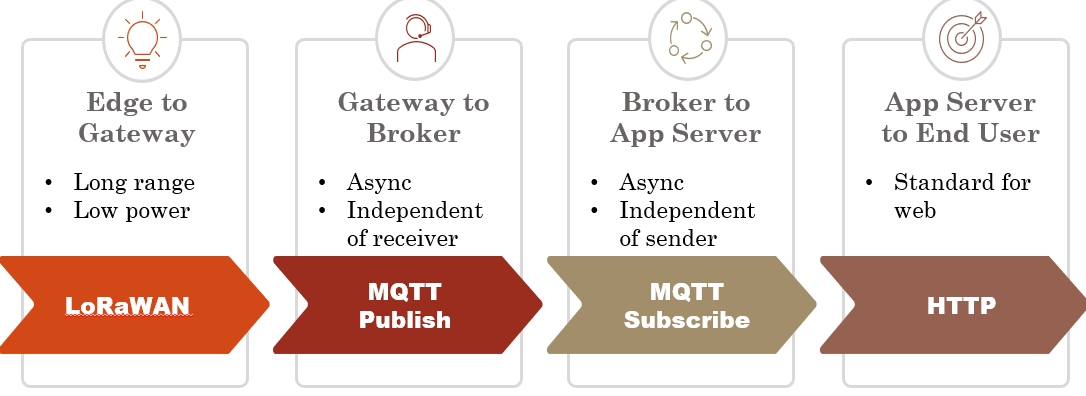 Edge to
Gateway
• Long range
• Low power
LoRaWAN
Gateway to
Broker
• Async
• Independent
of receiver
MQTT
Publish
Broker to
App Server
• Async
• Independent
of sender
MQTT
Subscribe
App Server
to End User
• Standard for
web
HTTP